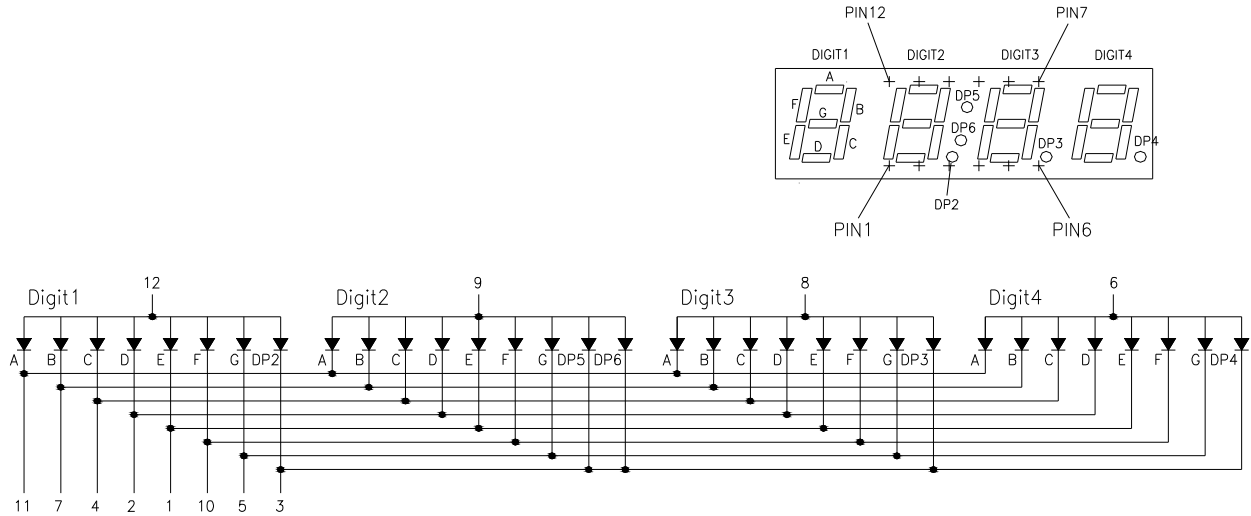 PIN12 PIN7
DIGIT1 DIGIT2 DIGIT3 DIGIT4
A
F B
G
E C
D
DP5
DP6
DP3 DP4
DP2
PIN1 PIN6
12 9 8 6
Digit1 Digit2 Digit3 Digit4
A B C D E F G DP2 A B C D E F G DP5 DP6 A B C D E F G DP3 A B C D E F G DP4
11 7 4 2 1 10 5 3